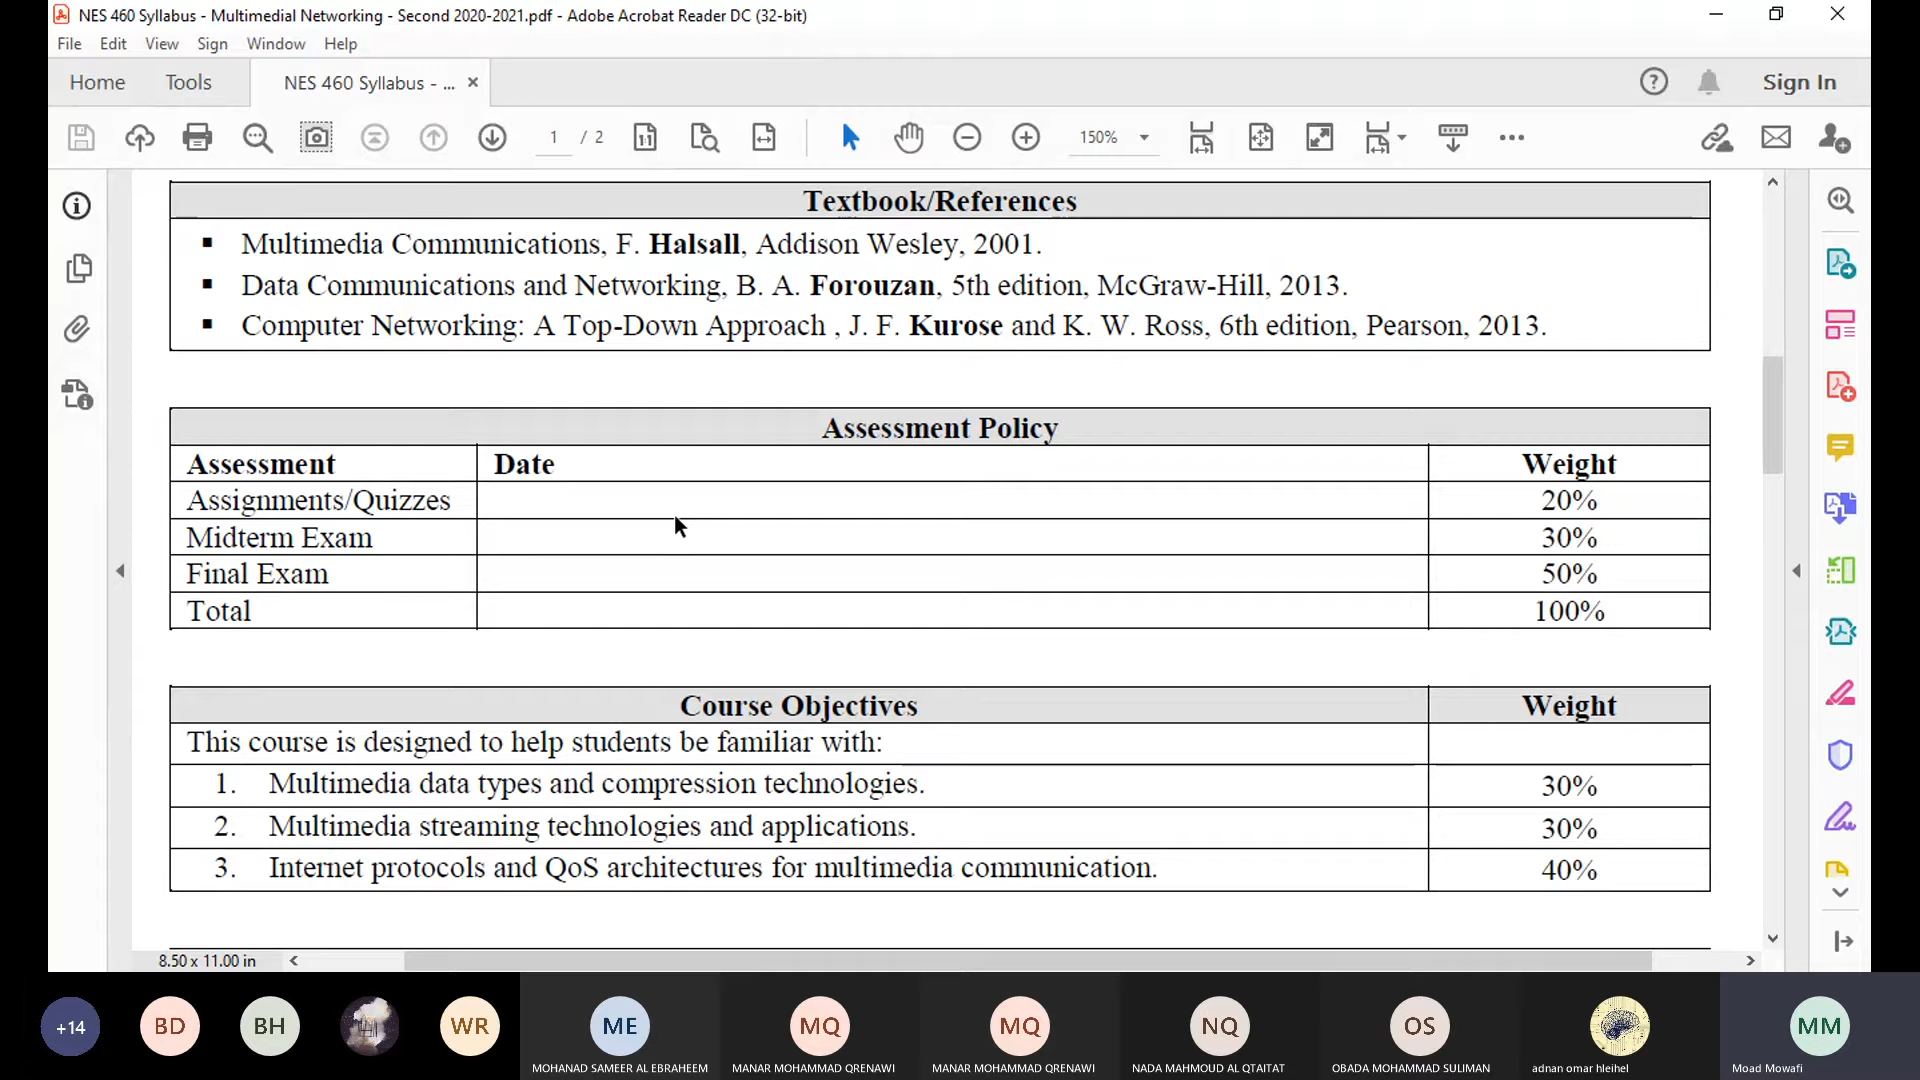 NES 460 Syllabus - Multimedial Networking - Second 2020-2021.pdf - Adobe Acrobat Reader DC (32-bit)
File Edit View Sign Window Help
Home Tools NES 460 Syllabus - ... × Sign In
1 / 2 150%
Textbook/References
▪ Multimedia Communications, F. Halsall, Addison Wesley, 2001.
▪ Data Communications and Networking, B. A. Forouzan, 5th edition, McGraw-Hill, 2013.
▪ Computer Networking: A Top-Down Approach , J. F. Kurose and K. W. Ross, 6th edition, Pearson, 2013.
Assessment Policy
Assessment Date Weight
Assignments/Quizzes 20%
Midterm Exam 30%
Final Exam 50%
Total 100%
Course Objectives Weight
This course is designed to help students be familiar with:
1. Multimedia data types and compression technologies. 30%
2. Multimedia streaming technologies and applications. 30%
3. Internet protocols and QoS architectures for multimedia communication. 40%
8.50 x 11.00 in
+14 BD BH WR ME MQ MQ NQ OS MM
MOHANAD SAMEER AL EBRAHEEM MANAR MOHAMMAD QRENAWI MANAR MOHAMMAD QRENAWI NADA MAHMOUD AL QTAITAT OBADA MOHAMMAD SULIMAN adnan omar hleihel Moad Mowafi